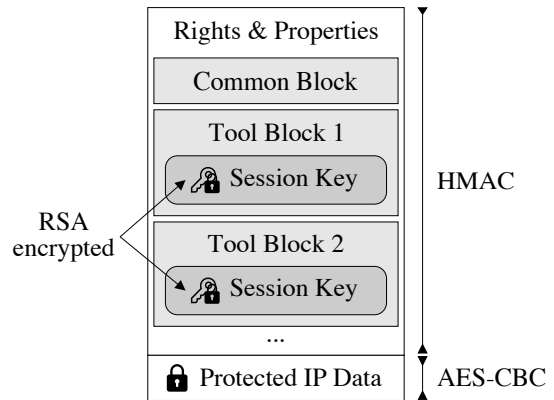 Rights & Properties
Common Block
Tool Block 1
Session Key
HMAC
RSA
encrypted
Tool Block 2
Session Key
...
Protected IP Data
AES-CBC